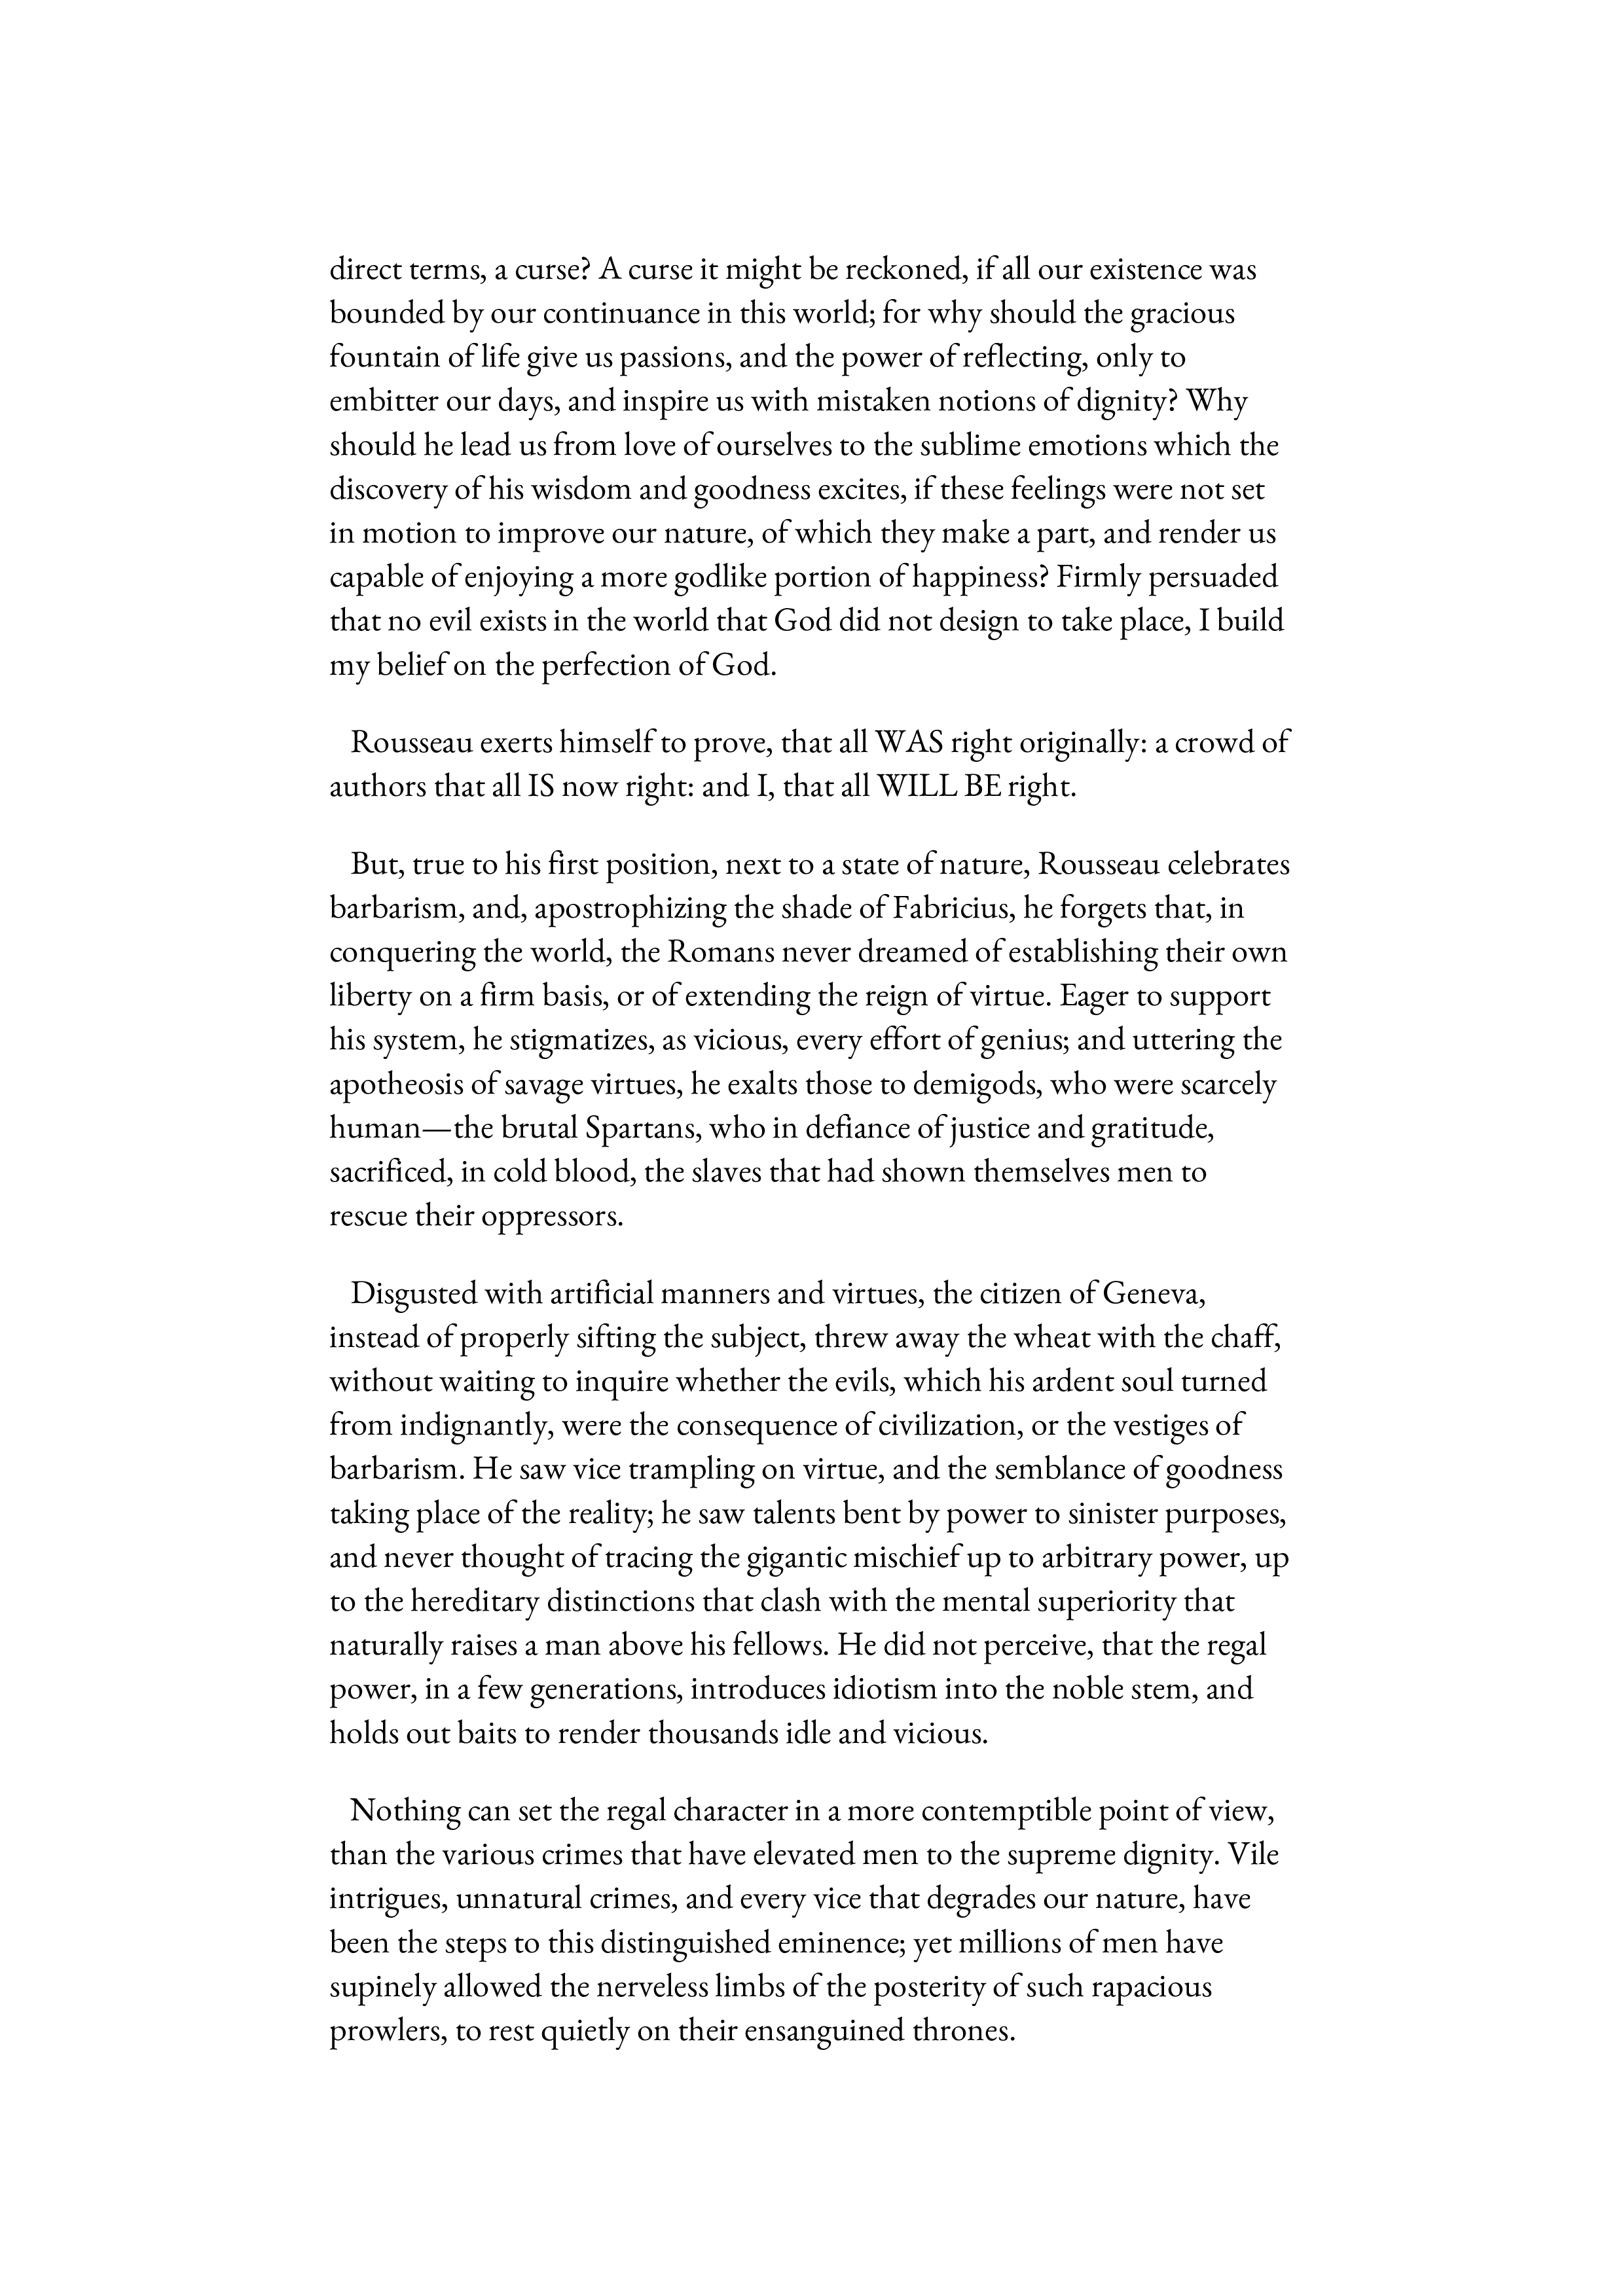 direct terms, a curse? A curse it might be reckoned, if all our existence was
bounded by our continuance in this world; for why should the gracious
fountain of life give us passions, and the power of reflecting, only to
embitter our days, and inspire us with mistaken notions of dignity? Why
should he lead us from love of ourselves to the sublime emotions which the
discovery of his wisdom and goodness excites, if these feelings were not set
in motion to improve our nature, of which they make a part, and render us
capable of enjoying a more godlike portion of happiness? Firmly persuaded
that no evil exists in the world that God did not design to take place, I build
my belief on the perfection of God.
Rousseau exerts himself to prove, that all WAS right originally: a crowd of
authors that all IS now right: and I, that all WILL BE right.
But, true to his first position, next to a state of nature, Rousseau celebrates
barbarism, and, apostrophizing the shade of Fabricius, he forgets that, in
conquering the world, the Romans never dreamed of establishing their own
liberty on a firm basis, or of extending the reign of virtue. Eager to support
his system, he stigmatizes, as vicious, every effort of genius; and uttering the
apotheosis of savage virtues, he exalts those to demigods, who were scarcely
human—the brutal Spartans, who in defiance of justice and gratitude,
sacrificed, in cold blood, the slaves that had shown themselves men to
rescue their oppressors.
Disgusted with artificial manners and virtues, the citizen of Geneva,
instead of properly sifting the subject, threw away the wheat with the chaff,
without waiting to inquire whether the evils, which his ardent soul turned
from indignantly, were the consequence of civilization, or the vestiges of
barbarism. He saw vice trampling on virtue, and the semblance of goodness
taking place of the reality; he saw talents bent by power to sinister purposes,
and never thought of tracing the gigantic mischief up to arbitrary power, up
to the hereditary distinctions that clash with the mental superiority that
naturally raises a man above his fellows. He did not perceive, that the regal
power, in a few generations, introduces idiotism into the noble stem, and
holds out baits to render thousands idle and vicious.
Nothing can set the regal character in a more contemptible point of view,
than the various crimes that have elevated men to the supreme dignity. Vile
intrigues, unnatural crimes, and every vice that degrades our nature, have
been the steps to this distinguished eminence; yet millions of men have
supinely allowed the nerveless limbs of the posterity of such rapacious
prowlers, to rest quietly on their ensanguined thrones.